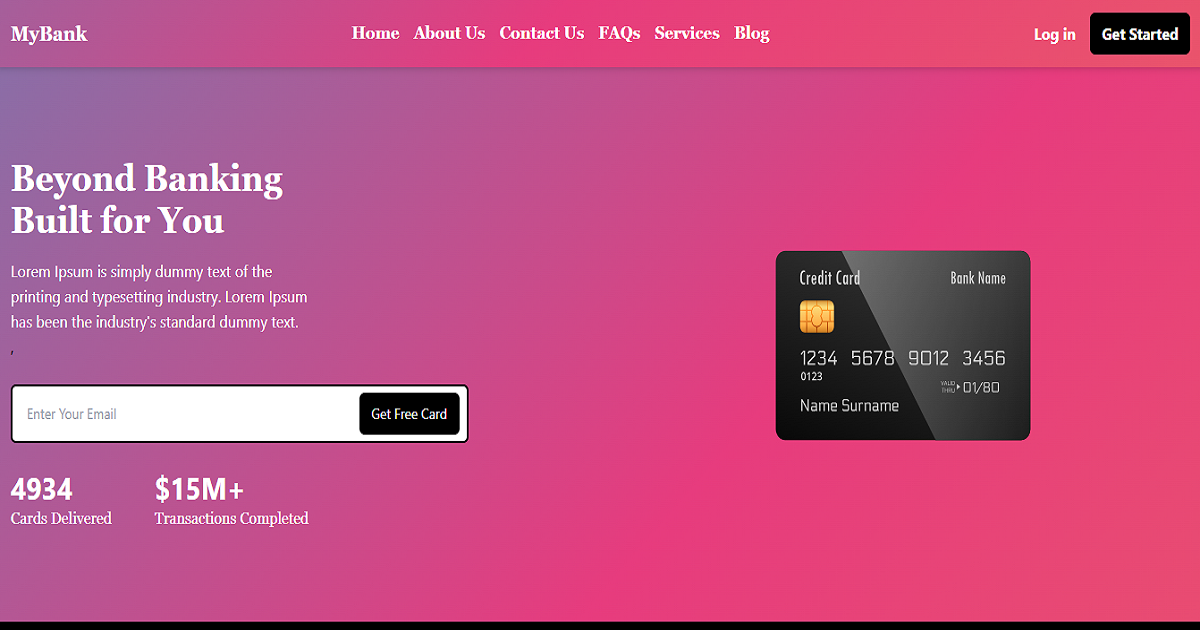 MyBank
Home About Us Contact Us FAQs Services Blog
Log in
Get Started
Beyond Banking
Built for You
Lorem Ipsum is simply dummy text of the
printing and typesetting industry. Lorem Ipsum
has been the industry's standard dummy text.
,
Enter Your Email
Get Free Card
4934
Cards Delivered
$15M+
Transactions Completed
Credit Card
Bank Name
1234 5678 9012 3456
0123
VALID
THRU
01/80
Name Surname